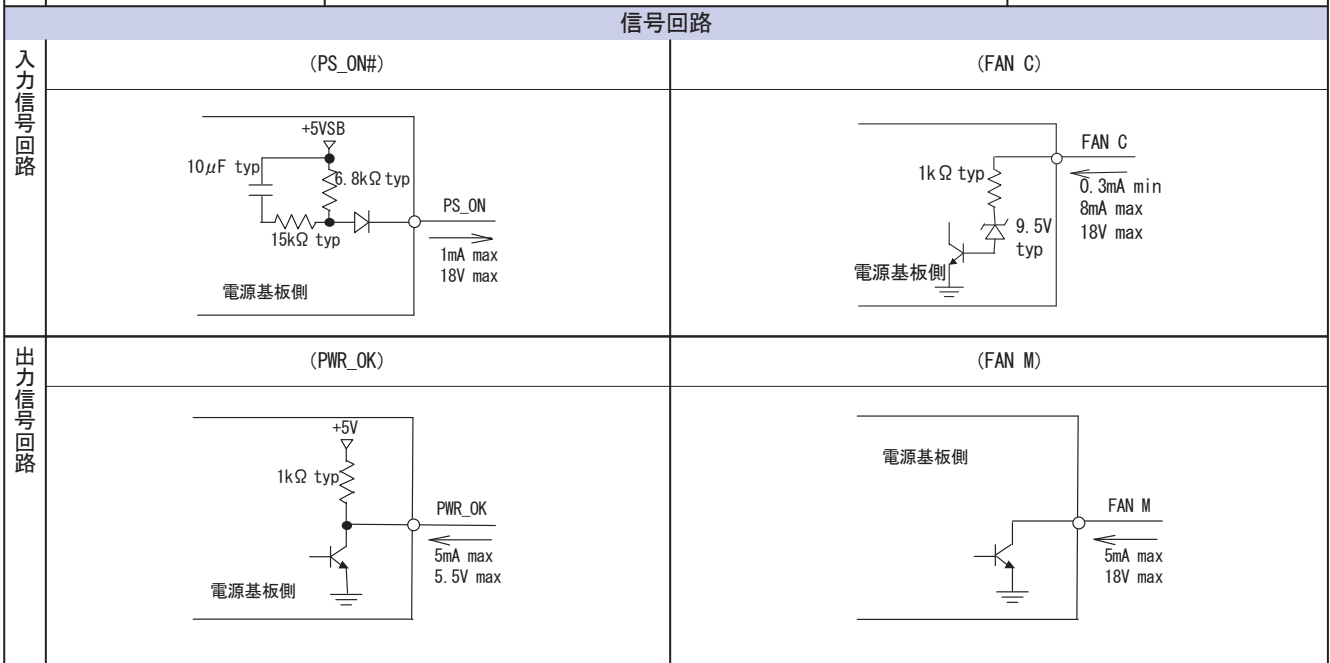 信号回路
入力信号回路
(PS_ON#)
(FAN C)
+5VSB
10μF typ
6.8kΩ typ
15kΩ typ
PS_ON
1mA max
18V max
電源基板側
FAN C
1kΩ typ
0.3mA min
8mA max
18V max
9.5V
typ
電源基板側
出力信号回路
(PWR_OK)
(FAN M)
+5V
1kΩ typ
PWR_OK
5mA max
5.5V max
電源基板側
電源基板側
FAN M
5mA max
18V max